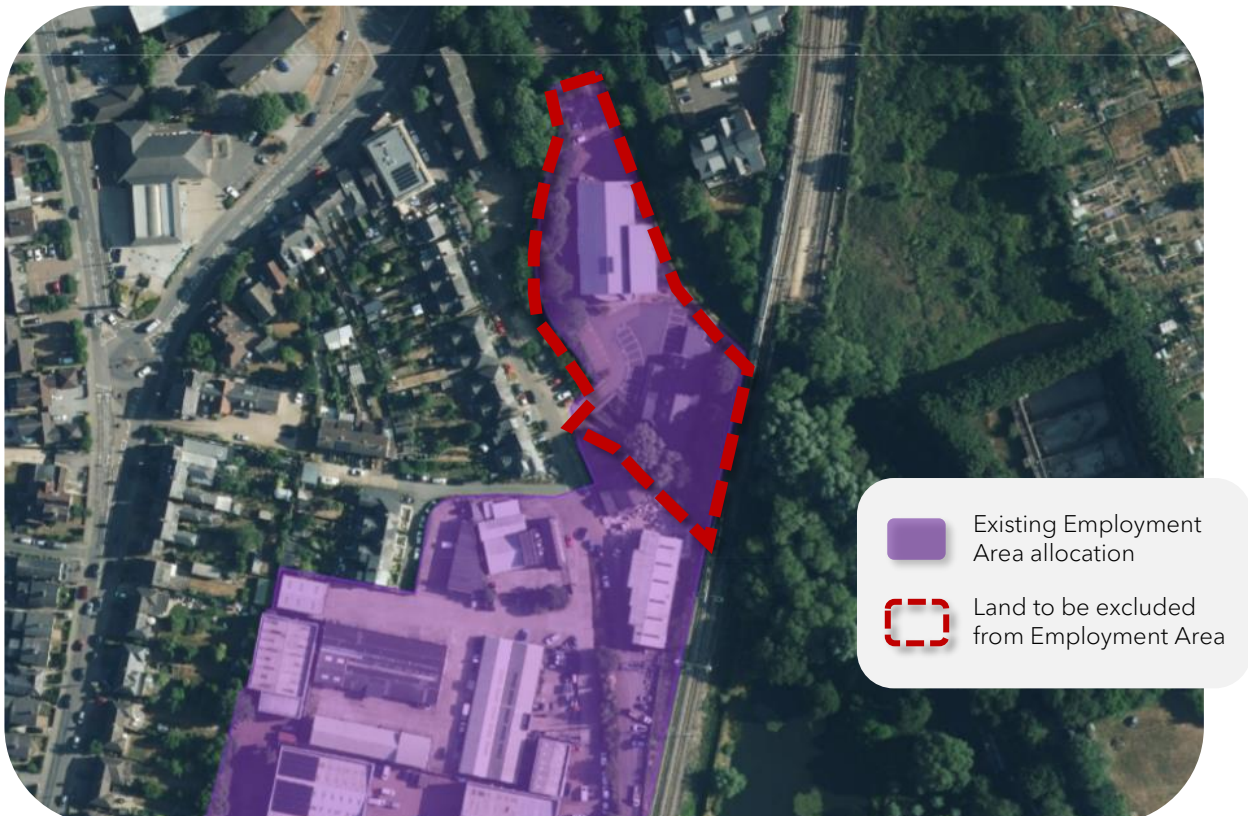 Existing Employment
Area allocation
Land to be excluded
from Employment Area